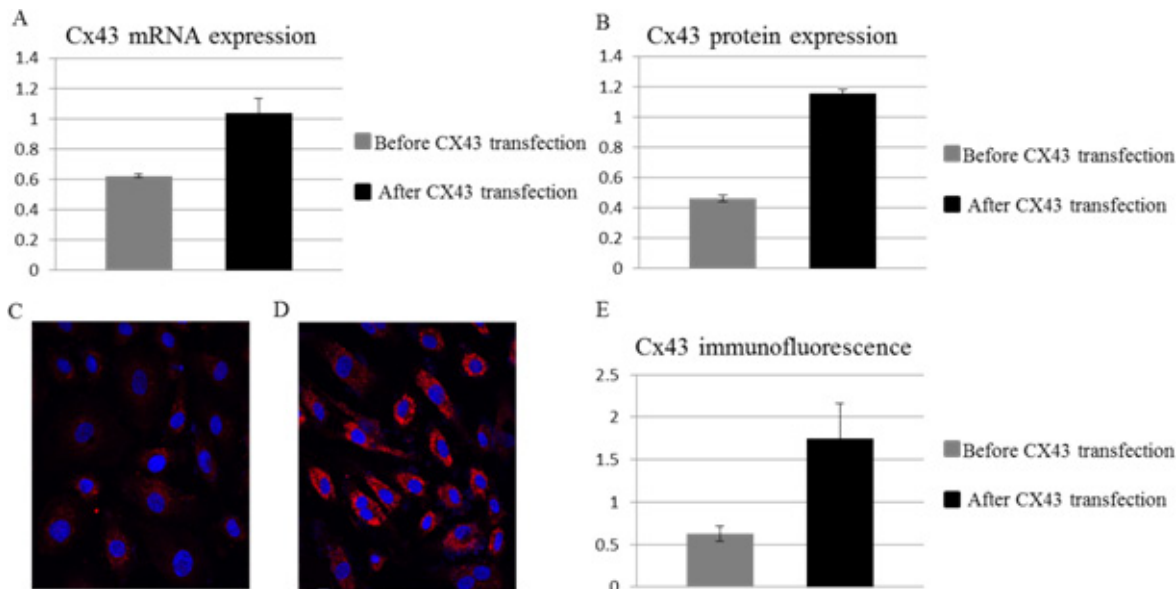 A
Cx43 mRNA expression
1.4
1.2
1
0.8
0.6
0.4
0.2
0
Before CX43 transfection
After CX43 transfection
B
Cx43 protein expression
1.4
1.2
1
0.8
0.6
0.4
0.2
0
Before CX43 transfection
After CX43 transfection
C
D
E
Cx43 immunofluorescence
2.5
2
1.5
1
0.5
0
Before CX43 transfection
After CX43 transfection